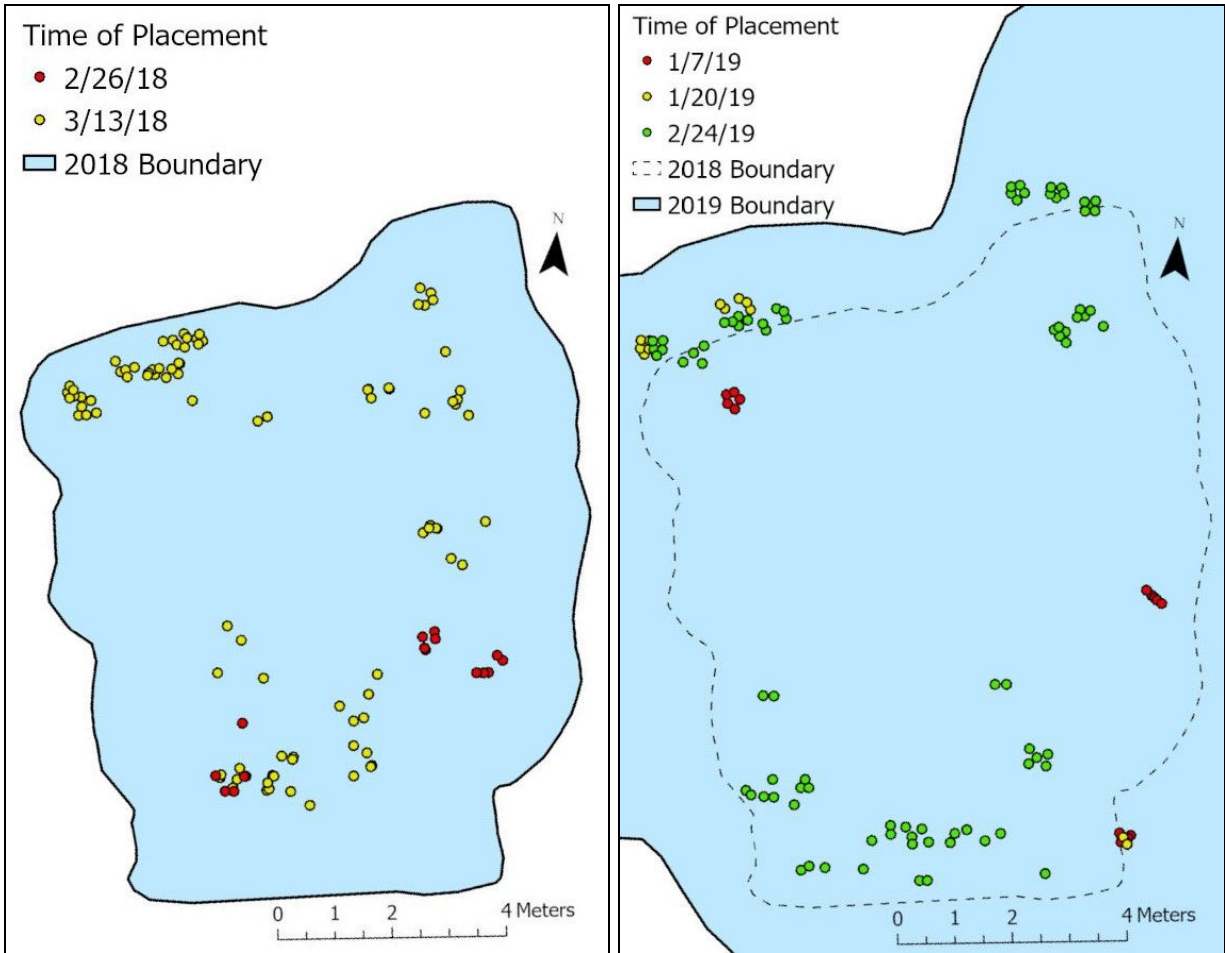 Time of Placement
2/26/18
3/13/18
2018 Boundary
N
0 1 2 4 Meters
Time of Placement
1/7/19
1/20/19
2/24/19
2018 Boundary
2019 Boundary
N
0 1 2 4 Meters